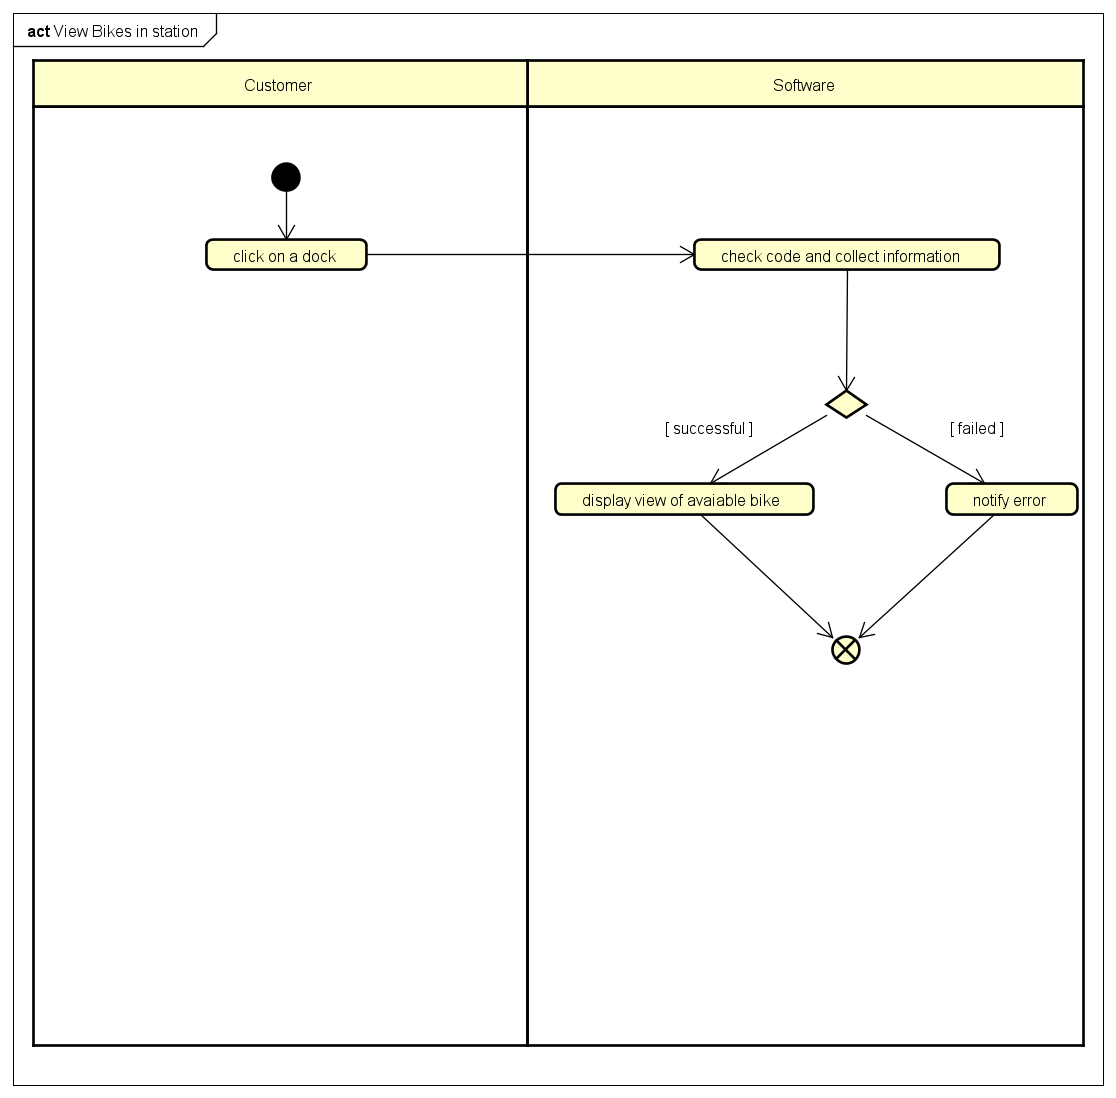 act View Bikes in station
Customer
Software
click on a dock
check code and collect information
[ successful ]
[ failed ]
display view of avaiable bike
notify error